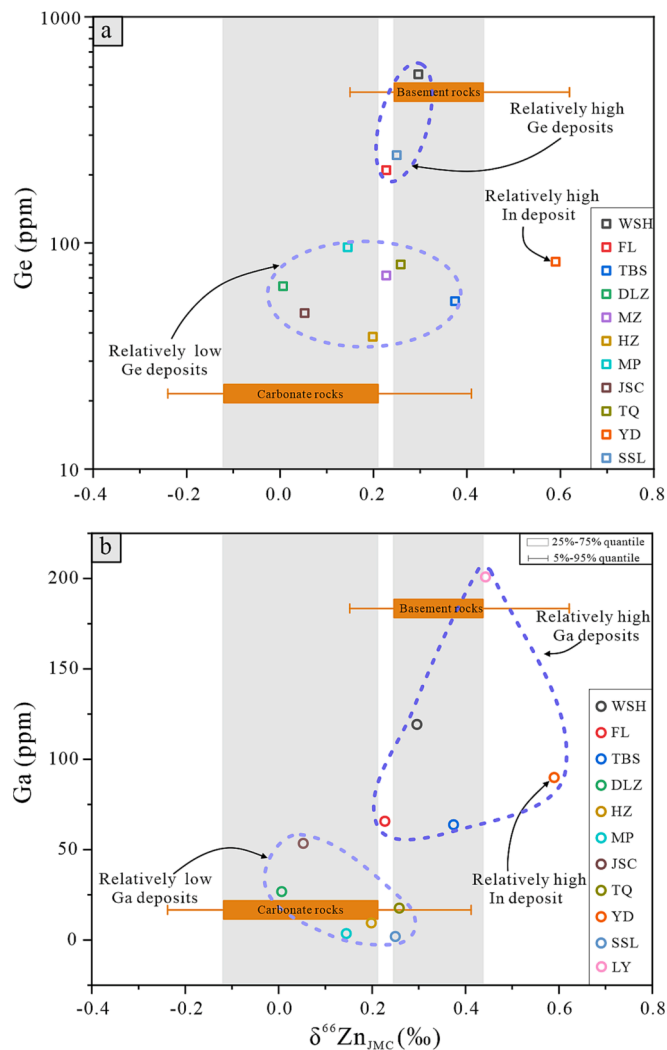 a
1000
100
10
Ge (ppm)
Basement rocks
Relatively high
Ge deposits
Relatively high
In deposit
Relatively low
Ge deposits
Carbonate rocks
WSH
FL
TBS
DLZ
MZ
HZ
MP
JSC
TQ
YD
SSL
-0.4
-0.2
0.0
0.2
0.4
0.6
0.8
b
25%-75% quantile
5%-95% quantile
200
150
100
50
0
Ga (ppm)
Basement rocks
Relatively high
Ga deposits
Relatively low
Ga deposits
Relatively high
In deposit
Carbonate rocks
WSH
FL
TBS
DLZ
HZ
MP
JSC
TQ
YD
SSL
LY
-0.4
-0.2
0.0
0.2
0.4
0.6
0.8
δ⁶⁶Zn_JMC(‰)